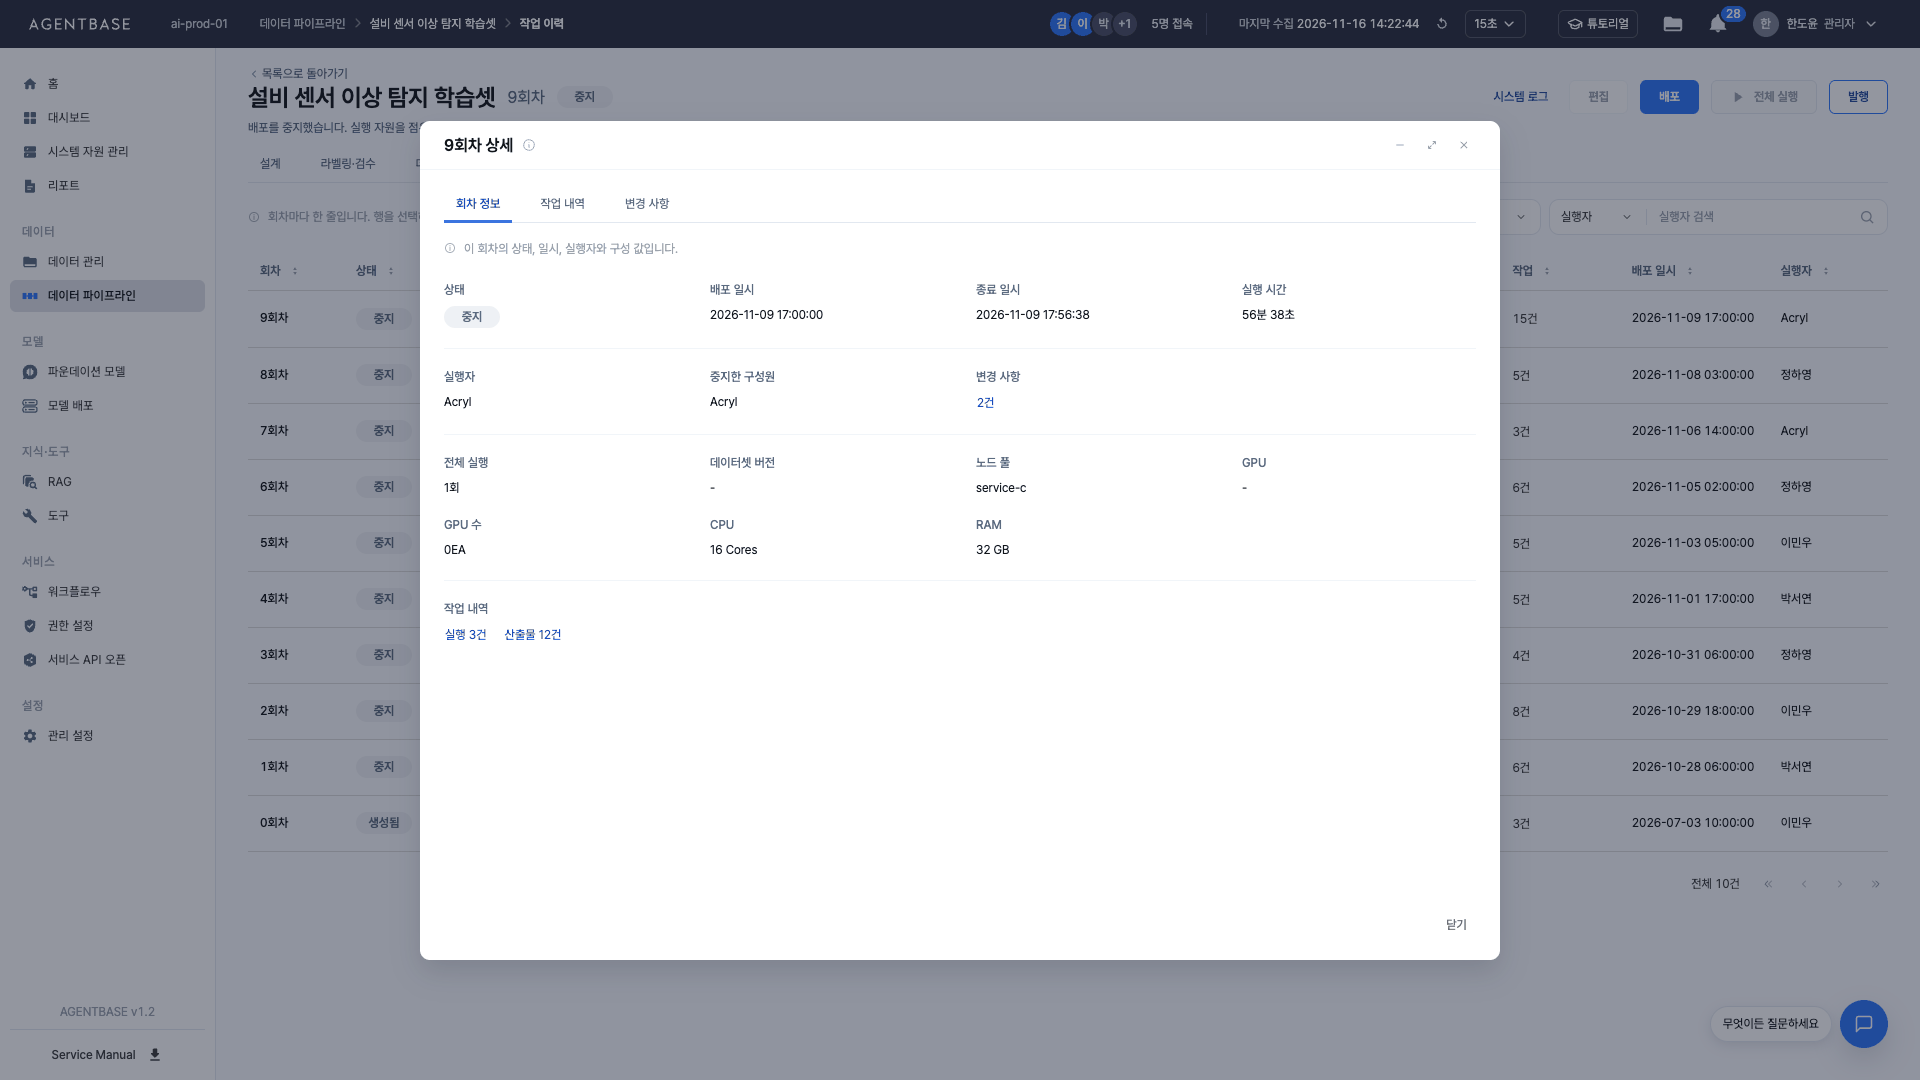 AGENTBASE
ai-prod-01
데이터 파이프라인 > 설비 센서 이상 탐지 학습셋 > 작업 이력
김 이 박 +1 5명 접속
마지막 수집 2026-11-16 14:22:44
15초
튜토리얼
28
한 한도윤 관리자
홈
대시보드
시스템 자원 관리
리포트
데이터
데이터 관리
데이터 파이프라인
모델
파운데이션 모델
모델 배포
지식·도구
RAG
도구
서비스
워크플로우
권한 설정
서비스 API 오픈
설정
관리 설정
AGENTBASE v1.2
Service Manual
목록으로 돌아가기
설비 센서 이상 탐지 학습셋 9회차 중지
시스템 로그 편집 배포 전체 실행 발행
배포를 중지했습니다. 실행 자원을
설계 라벨링·검수
회차마다 한 줄입니다. 행을
실행자 실행자 검색
회차 상태 작업 배포 일시 실행자
9회차 중지 15건 2026-11-09 17:00:00 Acryl
8회차 중지 5건 2026-11-08 03:00:00 정하영
7회차 중지 3건 2026-11-06 14:00:00 Acryl
6회차 중지 6건 2026-11-05 02:00:00 정하영
5회차 중지 5건 2026-11-03 05:00:00 이민우
4회차 중지 5건 2026-11-01 17:00:00 박서연
3회차 중지 4건 2026-10-31 06:00:00 정하영
2회차 중지 8건 2026-10-29 18:00:00 이민우
1회차 중지 6건 2026-10-28 06:00:00 박서연
0회차 생성됨 3건 2026-07-03 10:00:00 이민우
전체 10건
9회차 상세
회차 정보 작업 내역 변경 사항
이 회차의 상태, 일시, 실행자와 구성 값입니다.
상태 배포 일시 종료 일시 실행 시간
중지 2026-11-09 17:00:00 2026-11-09 17:56:38 56분 38초
실행자 중지한 구성원 변경 사항
Acryl Acryl 2건
전체 실행 데이터셋 버전 노드 풀 GPU
1회 - service-c -
GPU 수 CPU RAM
0EA 16 Cores 32 GB
작업 내역
실행 3건 산출물 12건
닫기
무엇이든 질문하세요